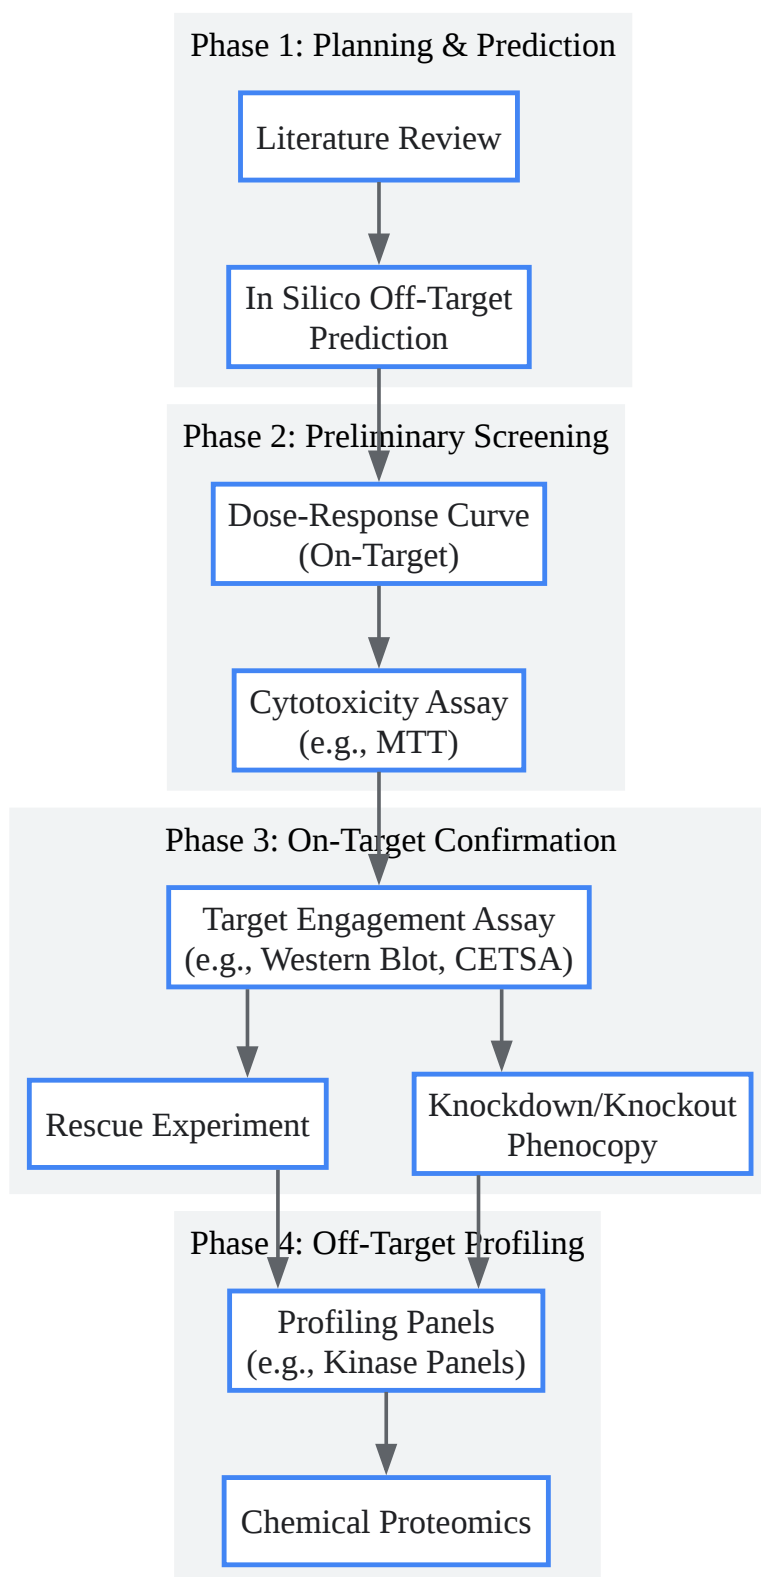 Phase 1: Planning & Prediction
Literature Review
In Silico Off-Target
Prediction
Phase 2: Preliminary Screening
Dose-Response Curve
(On-Target)
Cytotoxicity Assay
(e.g., MTT)
Phase 3: On-Target Confirmation
Target Engagement Assay
(e.g., Western Blot, CETSA)
Rescue Experiment
Knockdown/Knockout
Phenocopy
Phase 4: Off-Target Profiling
Profiling Panels
(e.g., Kinase Panels)
Chemical Proteomics